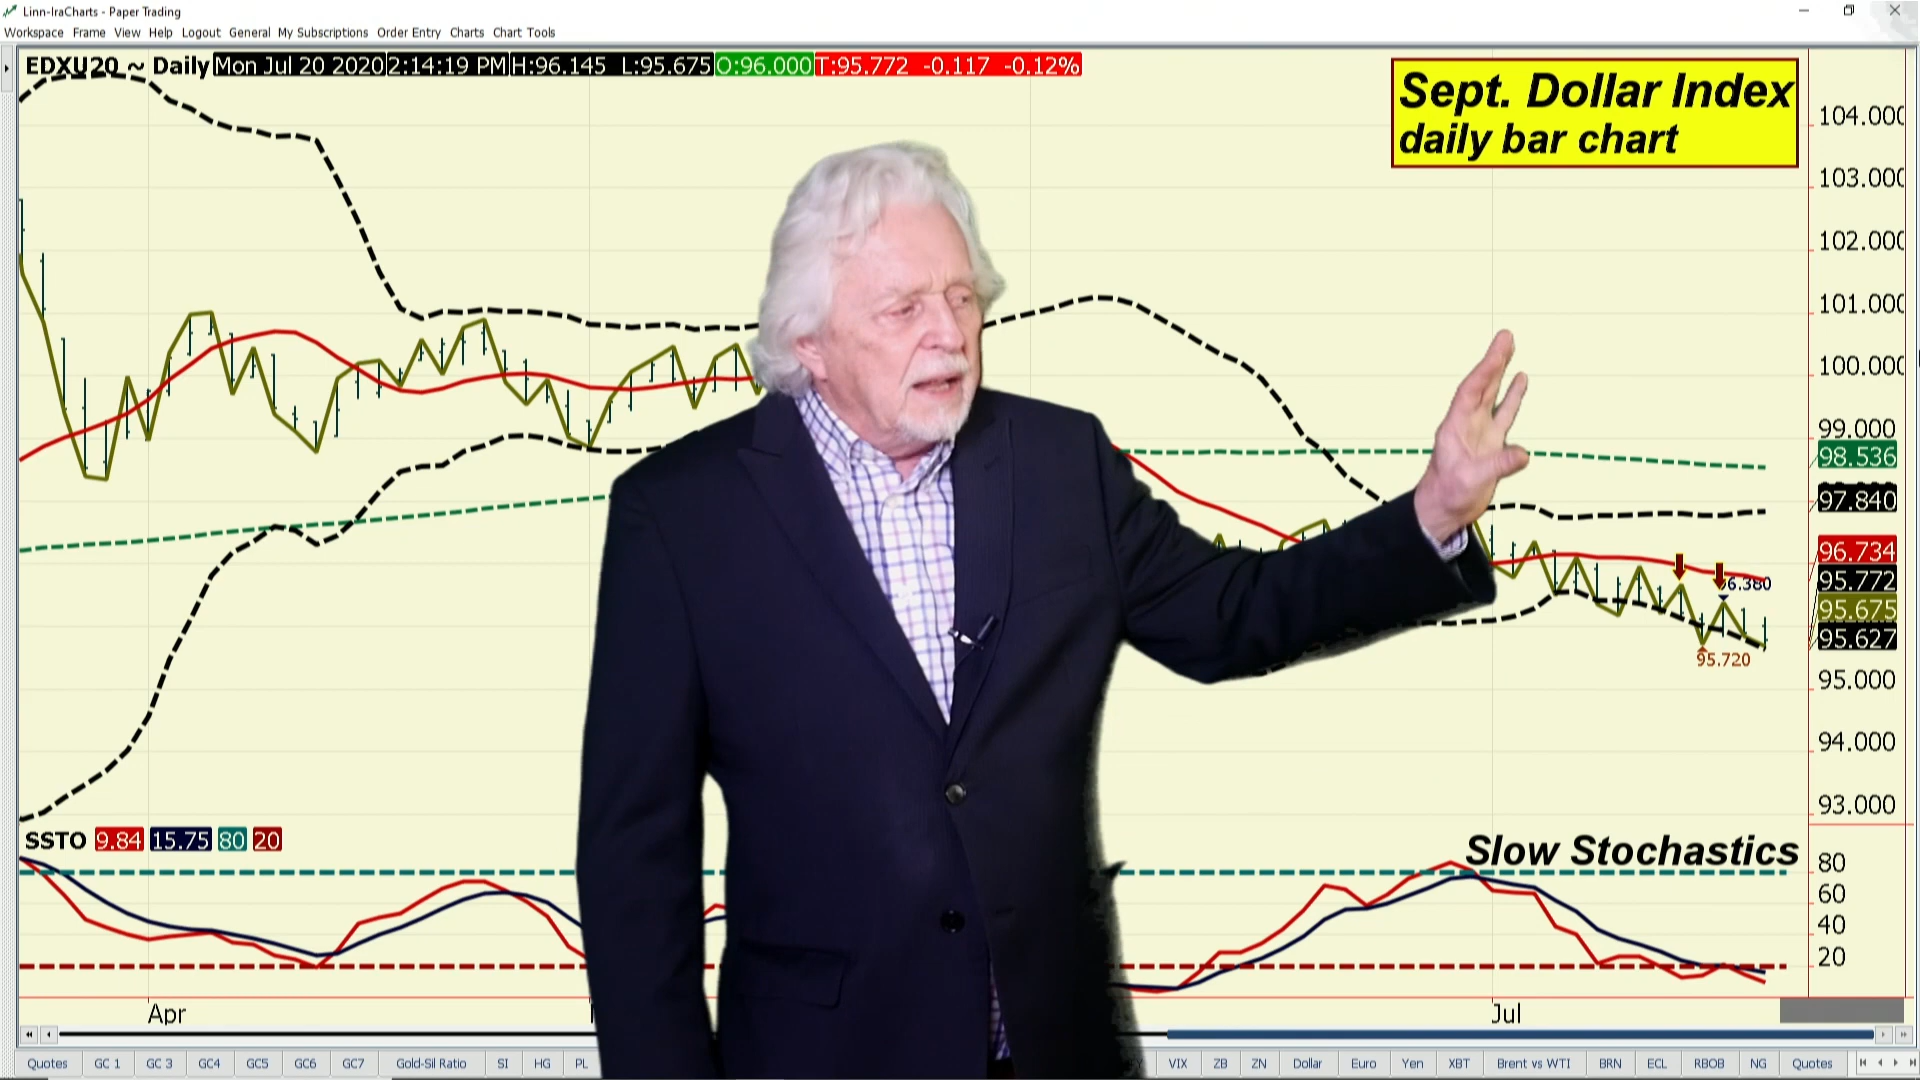 Linn-IraCharts - Paper Trading
Workspace Frame View Help Logout General My Subscriptions Order Entry Charts Chart Tools
EDXU20 ~ Daily Mon Jul 20 2020 2:14:19 PM H:96.145 L:95.675 O:96.000 T:95.772 -0.117 -0.12%
Sept. Dollar Index
daily bar chart
104.000
103.000
102.000
101.000
100.000
99.000
98.536
97.840
96.734
95.772
96.380
95.675
95.627
95.720
95.000
94.000
93.000
SSTO 9.84 15.75 80 20
Slow Stochastics
80
60
40
20
Apr Jul
Quotes GC 1 GC 3 GC4 GC5 GC6 GC7 Gold-Sil Ratio SI HG PL VIX ZB ZN Dollar Euro Yen XBT Brent vs WTI BRN ECL RBOB NG Quotes